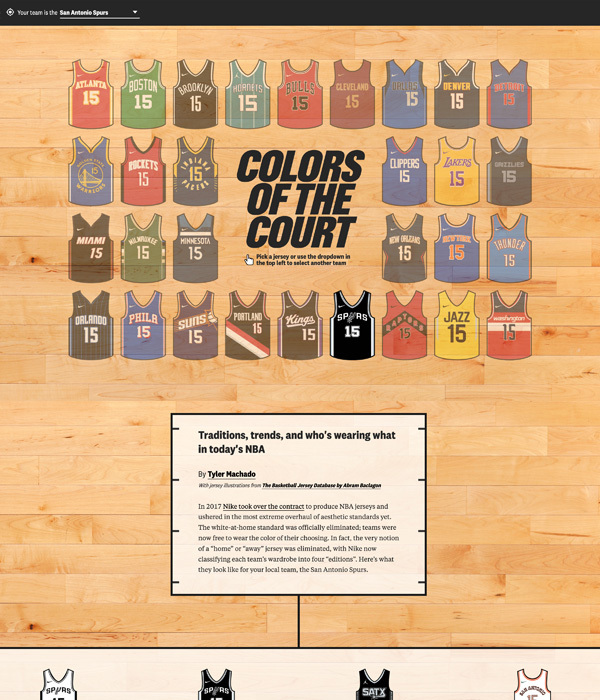 Your team is the San Antonio Spurs
ATLANTA 15
BOSTON 15
BROOKLYN 15
HORNETS 15
BULLS 15
CLEVELAND 15
15
DENVER 15
15
GOLDEN STATE WARRIORS 15
ROCKETS 15
INDIANA PACERS 15
COLORS
OF THE
COURT
CLIPPERS 15
LAKERS 15
GRIZZLIES 15
MIAMI 15
MILWAUKEE 15
MINNESOTA 15
Pick a jersey or use the dropdown in
the top left to select another team
NEW ORLEANS 15
NEW YORK 15
THUNDER 15
ORLANDO 15
PHILA 15
SUNS 15
PORTLAND 15
Kings 15
SPURS 15
15
JAZZ 15
washington 15
Traditions, trends, and who's wearing what
in today's NBA
By Tyler Machado
With jersey illustrations from The Basketball Jersey Database by Abram Baclagon
In 2017 Nike took over the contract to produce NBA jerseys and
ushered in the most extreme overhaul of aesthetic standards yet.
The white-at-home standard was officially eliminated; teams were
now free to wear the color of their choosing. In fact, the very notion
of a "home" or "away" jersey was eliminated, with Nike now
classifying each team's wardrobe into four "editions". Here's what
they look like for your local team, the San Antonio Spurs.
SPURS
SPURS
SATX
SAN ANTONIO